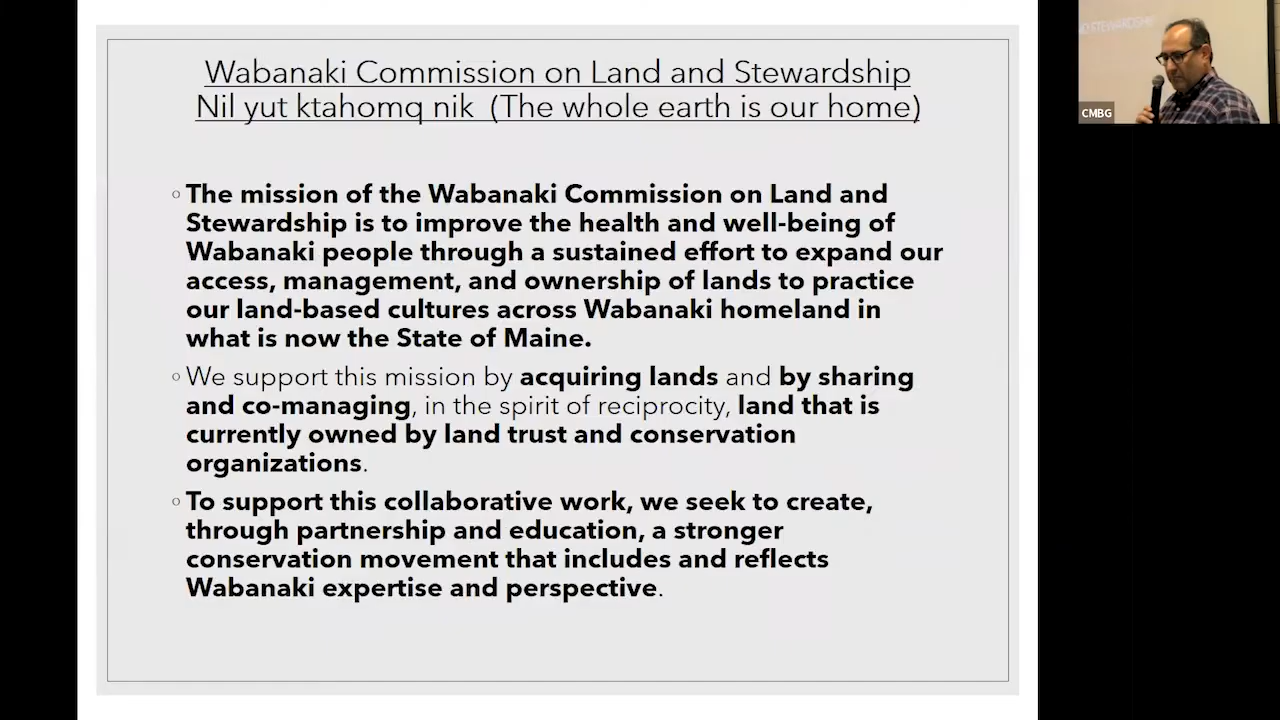 Wabanaki Commission on Land and Stewardship
Nil yut ktahomq nik (The whole earth is our home)
The mission of the Wabanaki Commission on Land and
Stewardship is to improve the health and well-being of
Wabanaki people through a sustained effort to expand our
access, management, and ownership of lands to practice
our land-based cultures across Wabanaki homeland in
what is now the State of Maine.
We support this mission by acquiring lands and by sharing
and co-managing, in the spirit of reciprocity, land that is
currently owned by land trust and conservation
organizations.
To support this collaborative work, we seek to create,
through partnership and education, a stronger
conservation movement that includes and reflects
Wabanaki expertise and perspective.
CMBG